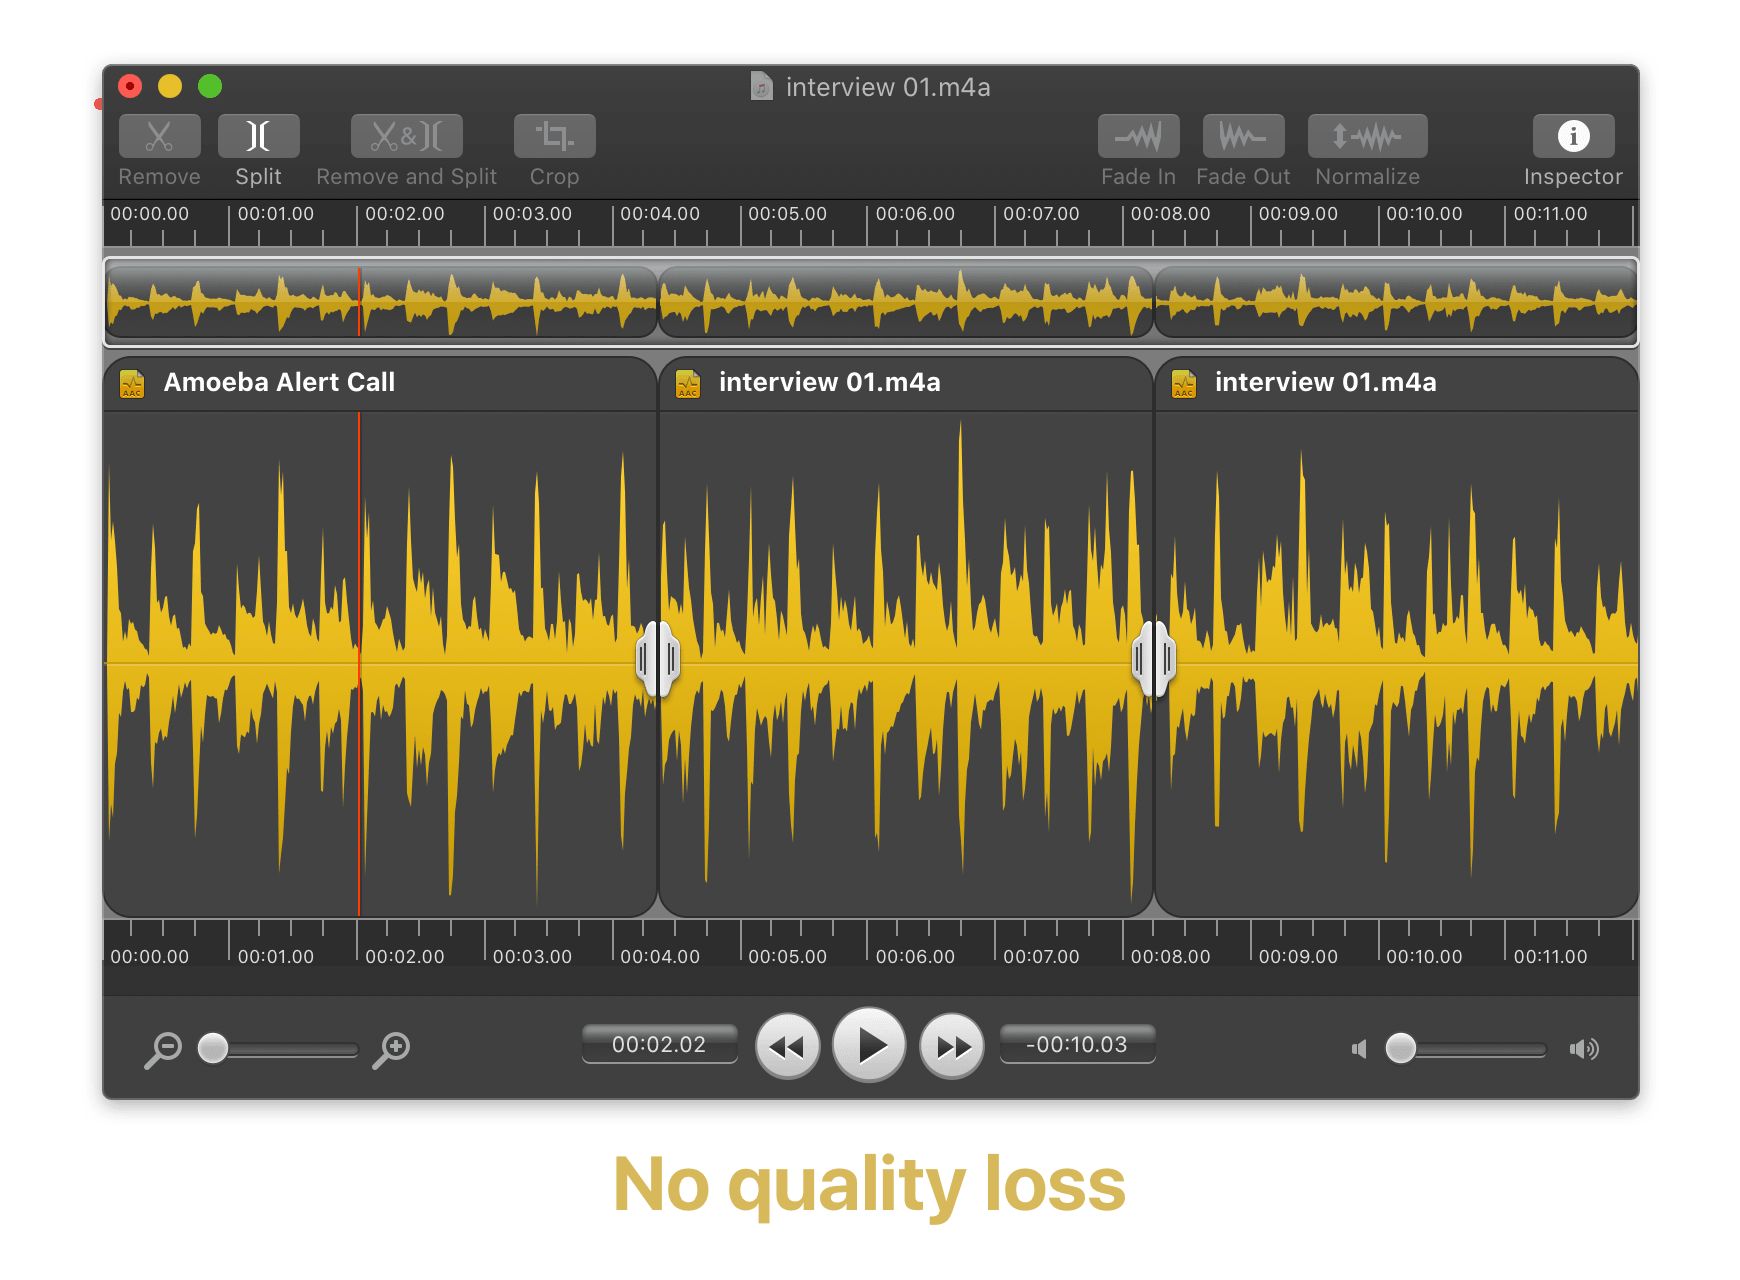 interview 01.m4a
&
i
Remove Split Remove and Split Crop Fade In Fade Out Normalize Inspector
00:00.00 00:01.00 00:02.00 00:03.00 00:04.00 00:05.00 00:06.00 00:07.00 00:08.00 00:09.00 00:10.00 00:11.00
AAC Amoeba Alert Call AAC interview 01.m4a AAC interview 01.m4a
00:00.00 00:01.00 00:02.00 00:03.00 00:04.00 00:05.00 00:06.00 00:07.00 00:08.00 00:09.00 00:10.00 00:11.00
00:02.02 -00:10.03
No quality loss